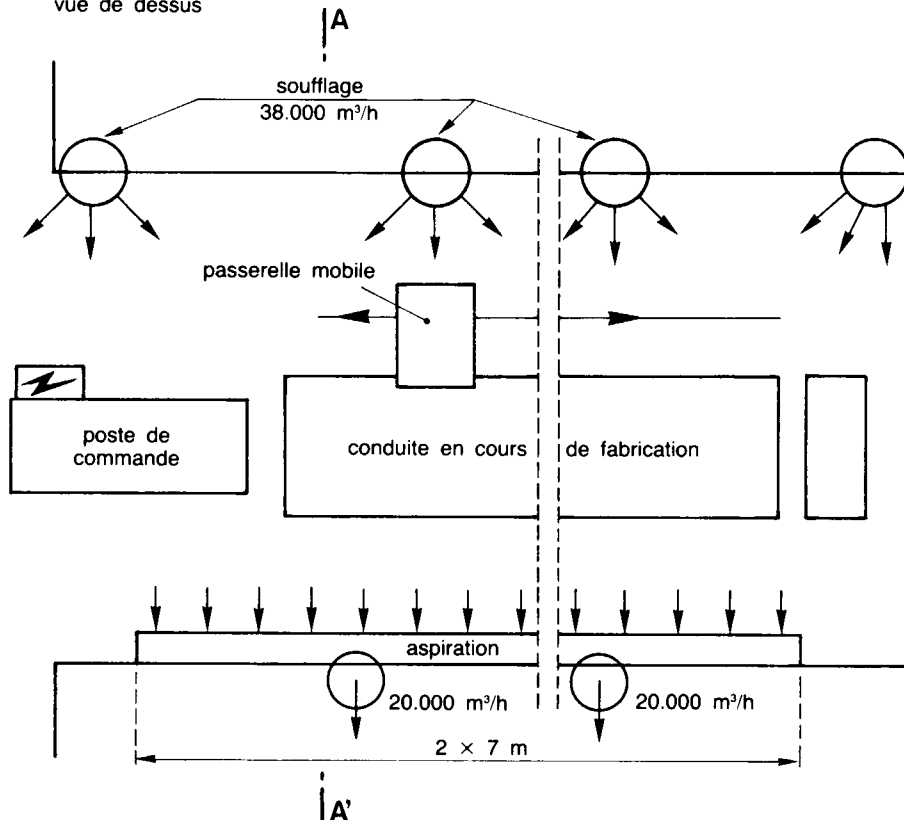 vue de dessus
A
soufflage
38.000 m³/h
passerelle mobile
poste de
commande
conduite en cours de fabrication
aspiration
20.000 m³/h 20.000 m³/h
2 × 7 m
A'